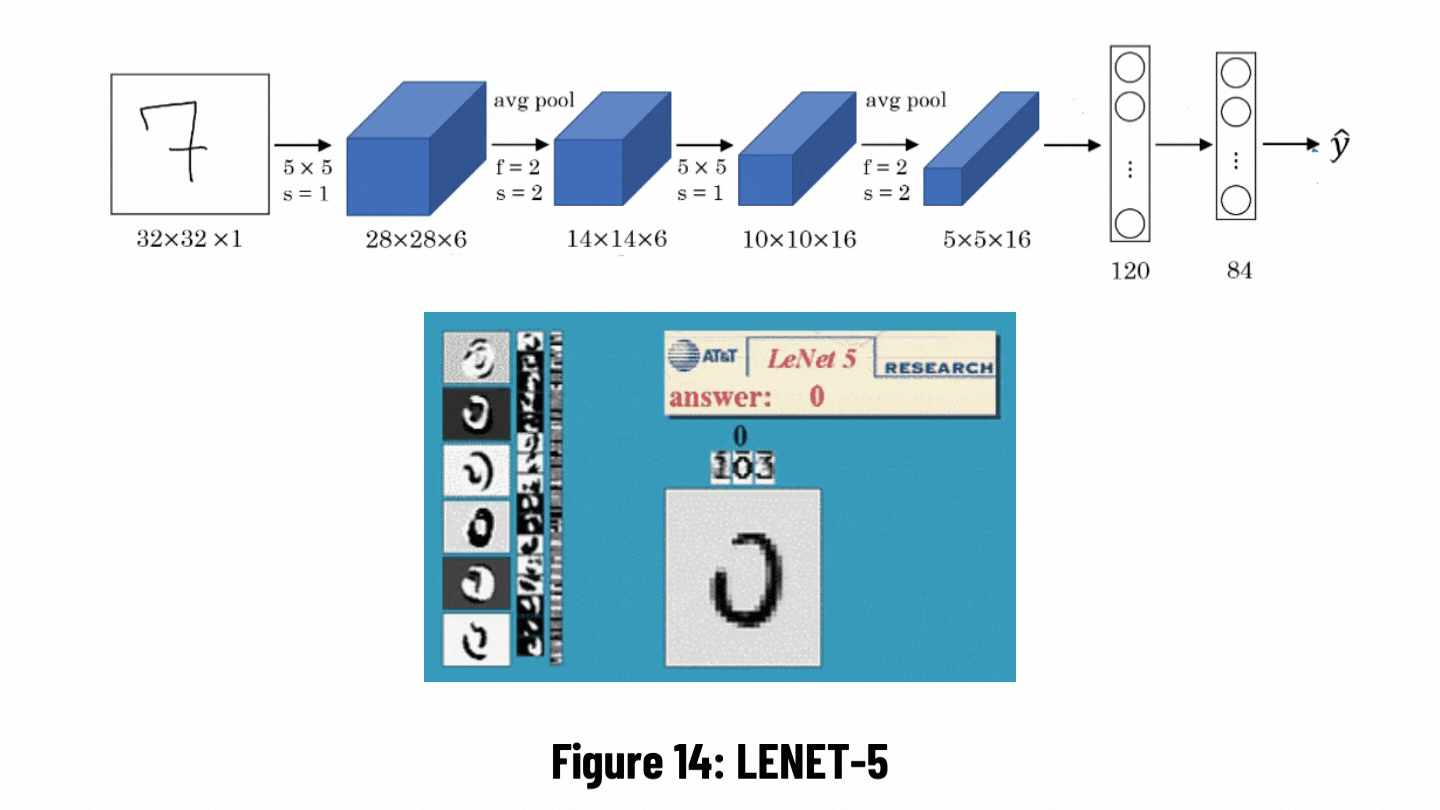 7
avg pool
avg pool
5 × 5
s = 1
f = 2
s = 2
5 × 5
s = 1
f = 2
s = 2
ŷ
32×32 ×1
28×28×6
14×14×6
10×10×16
5×5×16
120
84
AT&T
LeNet 5
RESEARCH
answer: 0
0
103
0
Figure 14: LENET-5